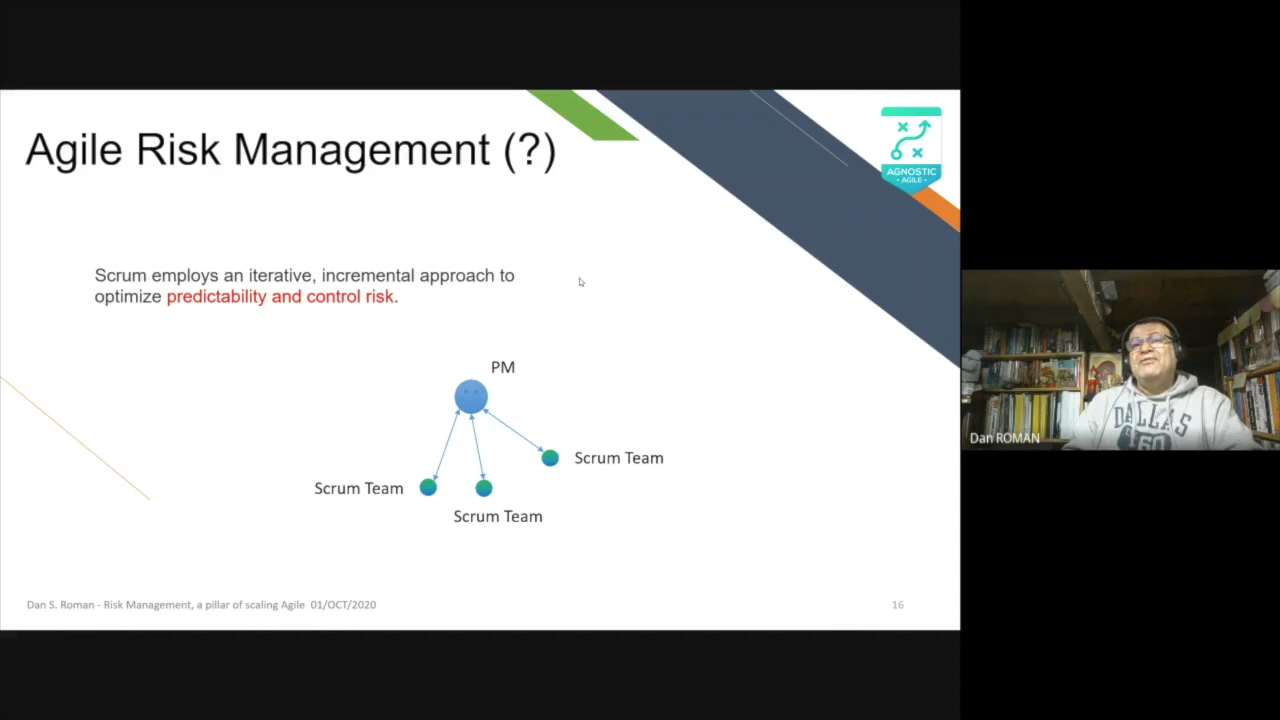 Agile Risk Management (?)
AGNOSTIC
• AGILE •
Scrum employs an iterative, incremental approach to
optimize predictability and control risk.
PM
Scrum Team
Scrum Team
Scrum Team
Dan S. Roman - Risk Management, a pillar of scaling Agile 01/OCT/2020
16
DALLAS
Dan ROMAN